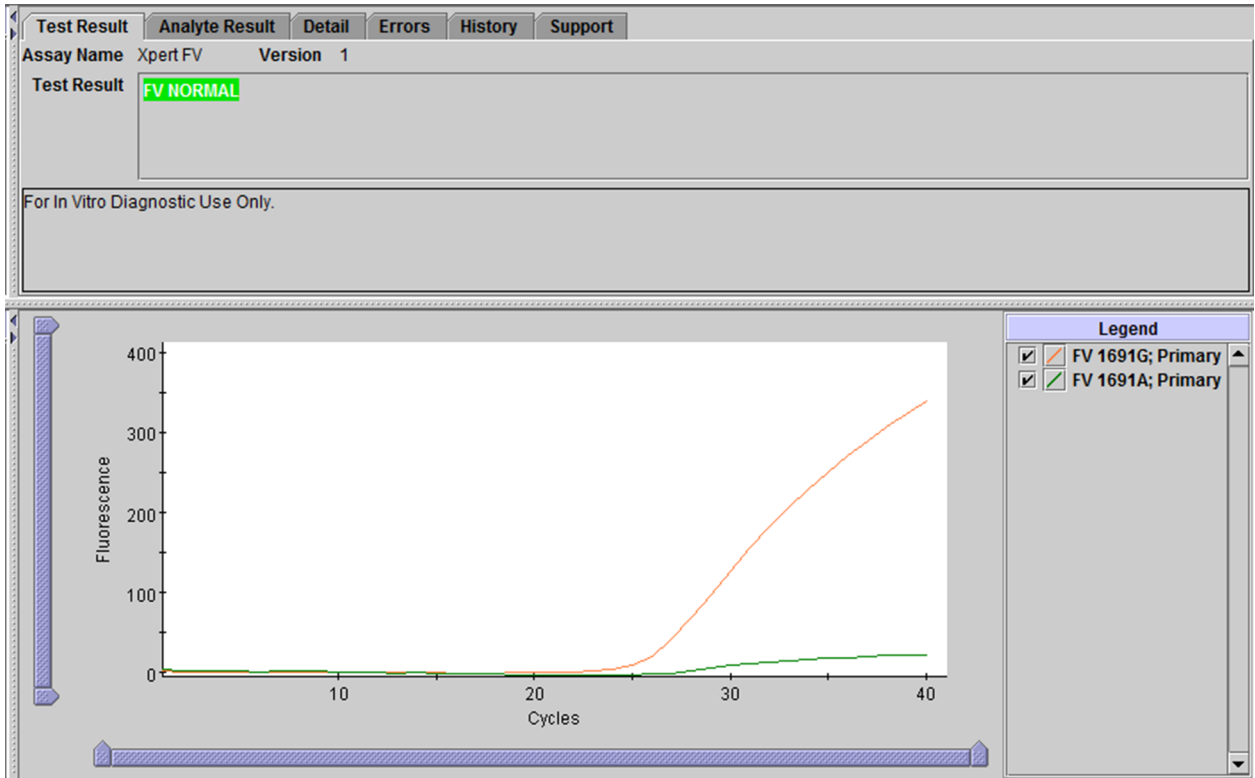 Test Result Analyte Result Detail Errors History Support
Assay Name Xpert FV Version 1
Test Result FV NORMAL
For In Vitro Diagnostic Use Only.
Legend
FV 1691G; Primary
FV 1691A; Primary
400
300
200
100
0
Fluorescence
10 20 30 40
Cycles